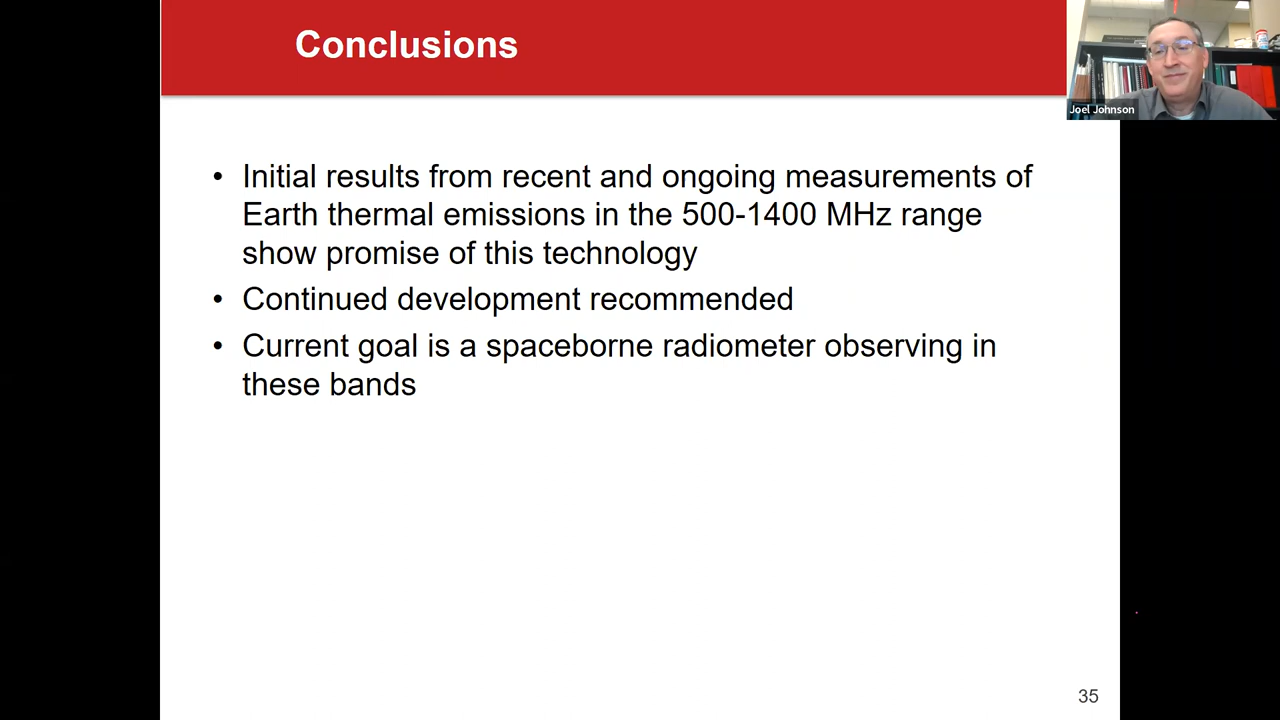 Conclusions
Joel Johnson
• Initial results from recent and ongoing measurements of
Earth thermal emissions in the 500-1400 MHz range
show promise of this technology
• Continued development recommended
• Current goal is a spaceborne radiometer observing in
these bands
35